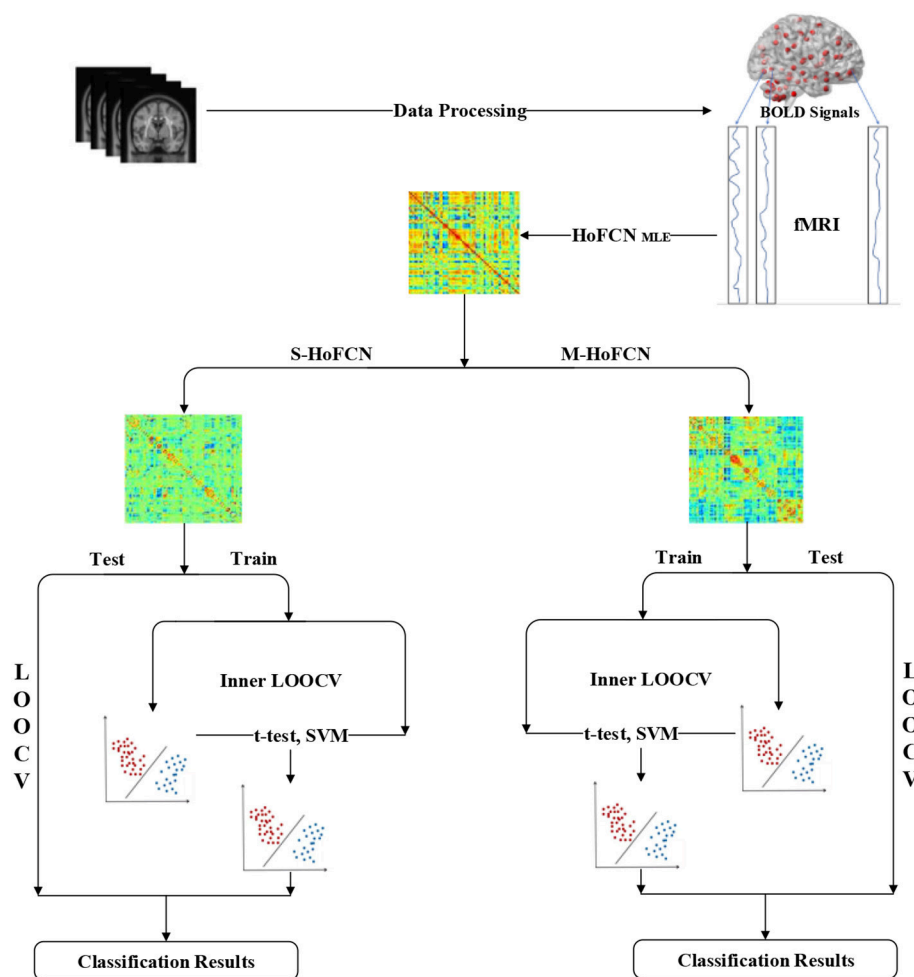 Data Processing
BOLD Signals
HoFCN MLE
fMRI
S-HoFCN
M-HoFCN
Test
Train
Train
Test
L
O
O
C
V
Inner LOOCV
t-test, SVM
Inner LOOCV
t-test, SVM
L
O
O
C
V
Classification Results
Classification Results